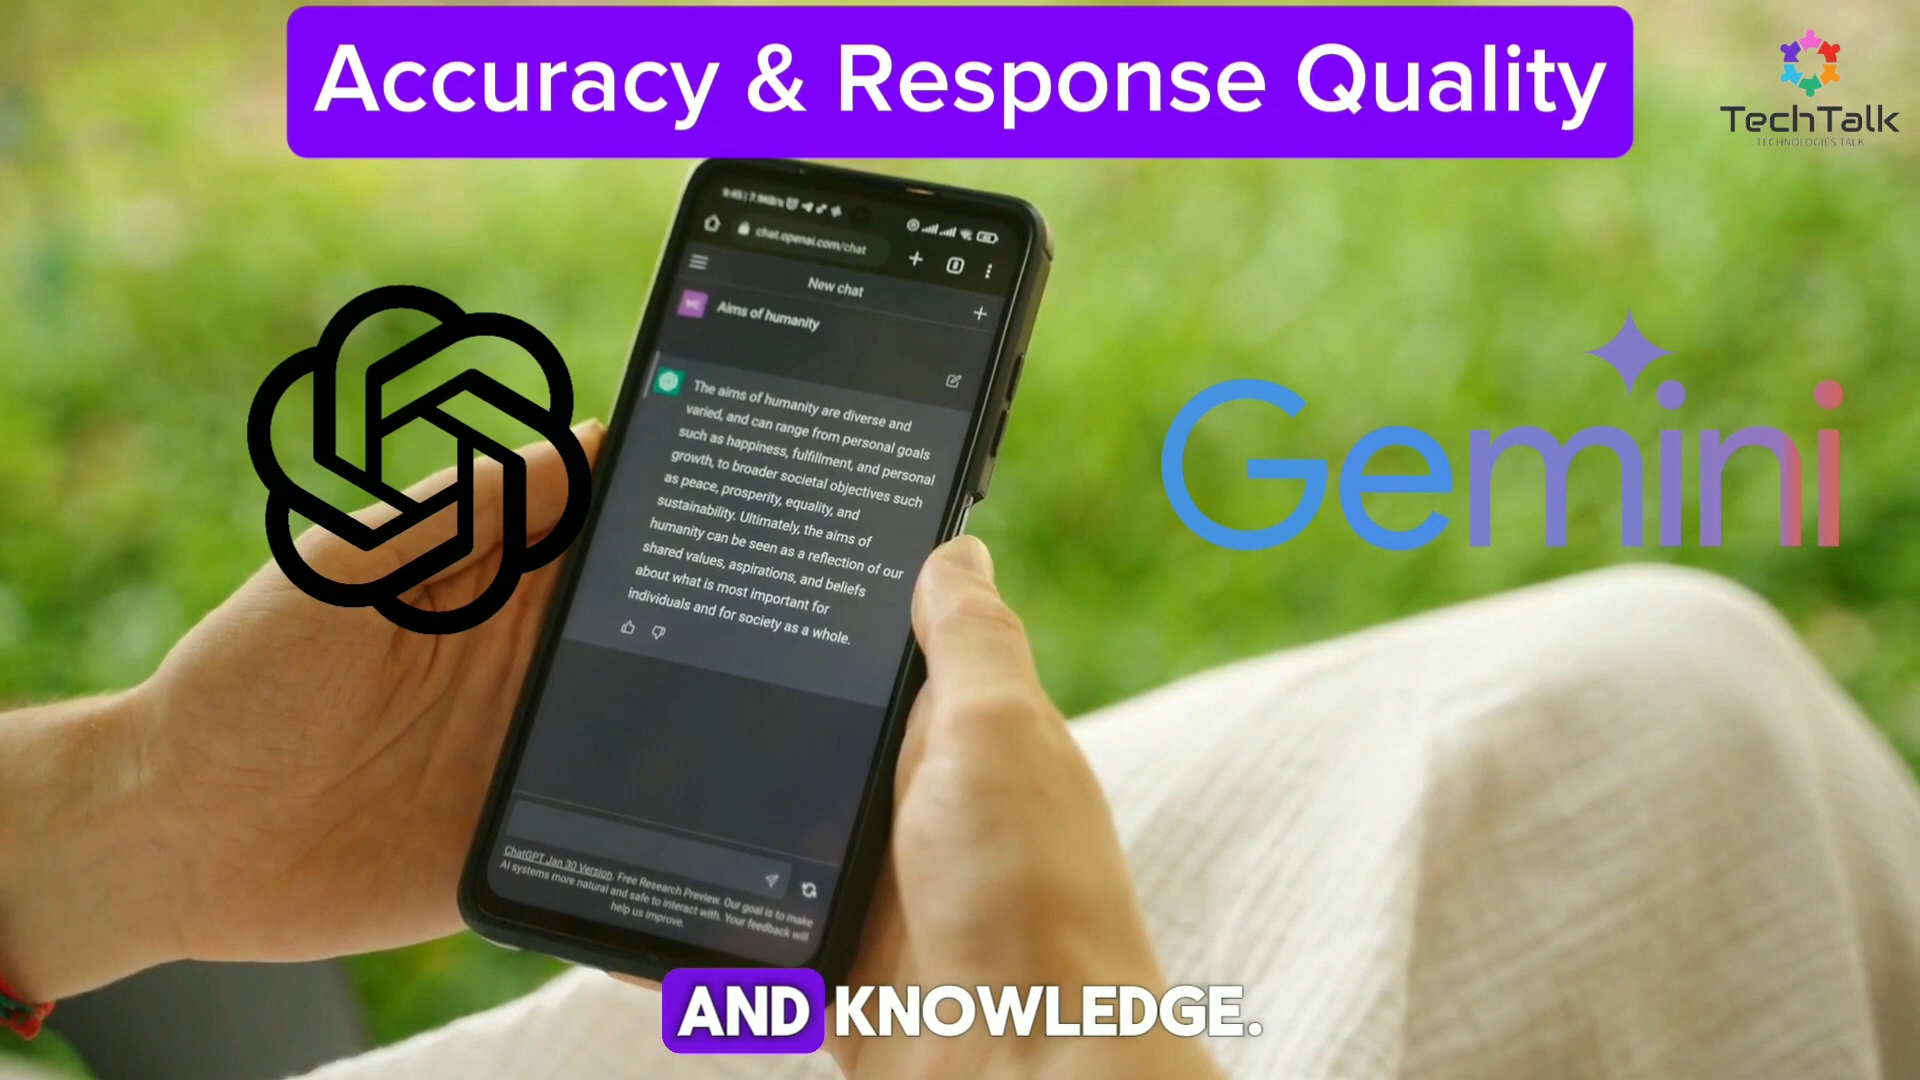 Accuracy & Response Quality
TechTalk
TECHNOLOGIES TALK
chat.openai.com/chat
New chat
Aims of humanity
The aims of humanity are diverse and
varied, and can range from personal goals
such as happiness, fulfillment, and personal
growth, to broader societal objectives such
as peace, prosperity, equality, and
sustainability. Ultimately, the aims of
humanity can be seen as a reflection of our
shared values, aspirations, and beliefs
about what is most important for
individuals and for society as a whole.
Gemini
ChatGPT Jan 30 Version. Free Research Preview. Our goal is to make
AI systems more natural and safe to interact with. Your feedback will
help us improve.
AND KNOWLEDGE.